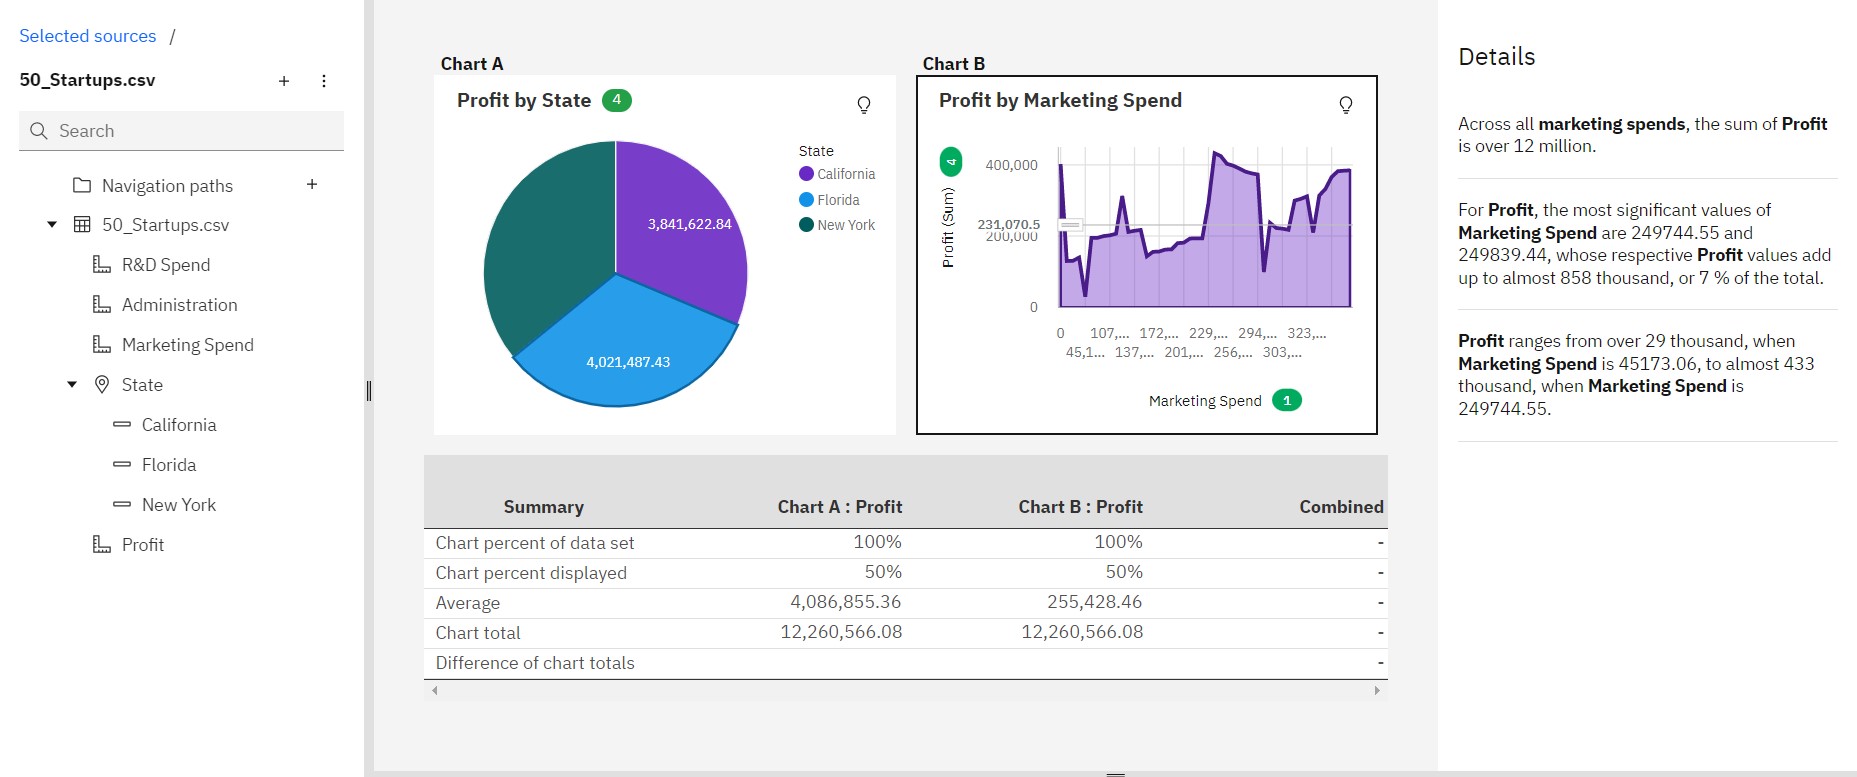 Selected sources /
50_Startups.csv
Search
Navigation paths
50_Startups.csv
R&D Spend
Administration
Marketing Spend
State
California
Florida
New York
Profit
Chart A
Profit by State 4
State
California
Florida
New York
3,841,622.84
4,021,487.43
Chart B
Profit by Marketing Spend
4
Profit (Sum)
400,000
231,070.5
200,000
0
0 107,... 172,... 229,... 294,... 323,...
45,1... 137,... 201,... 256,... 303,...
Marketing Spend 1
Summary Chart A : Profit Chart B : Profit Combined
Chart percent of data set 100% 100% -
Chart percent displayed 50% 50% -
Average 4,086,855.36 255,428.46 -
Chart total 12,260,566.08 12,260,566.08 -
Difference of chart totals -
Details
Across all marketing spends, the sum of Profit
is over 12 million.
For Profit, the most significant values of
Marketing Spend are 249744.55 and
249839.44, whose respective Profit values add
up to almost 858 thousand, or 7 % of the total.
Profit ranges from over 29 thousand, when
Marketing Spend is 45173.06, to almost 433
thousand, when Marketing Spend is
249744.55.